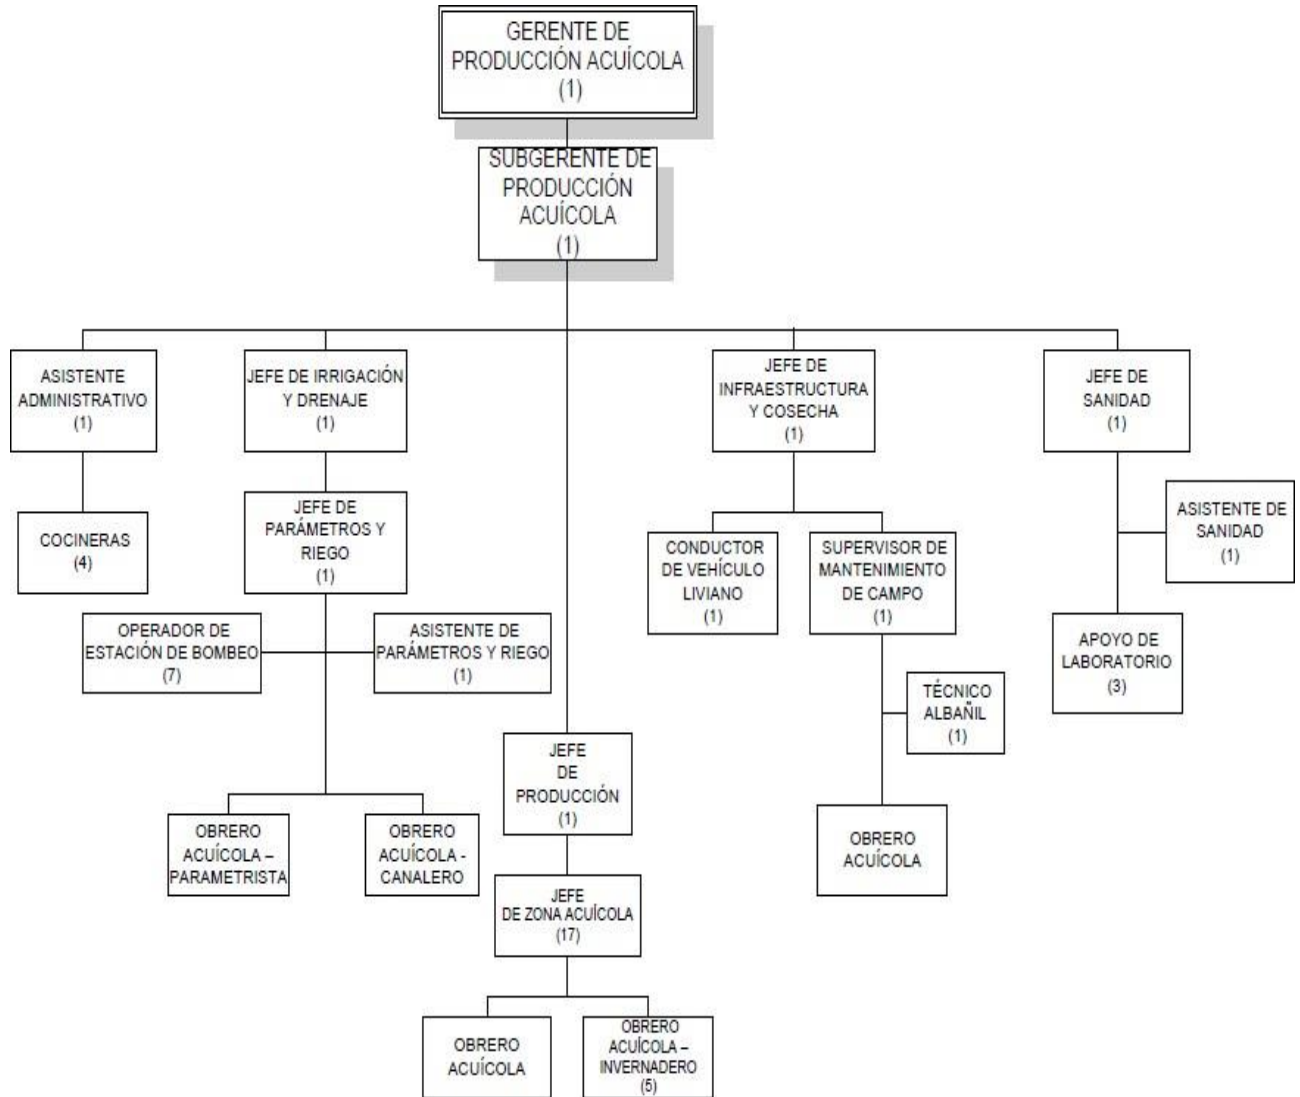 GERENTE DE
PRODUCCIÓN ACUÍCOLA
(1)
SUBGERENTE DE
PRODUCCIÓN
ACUÍCOLA
(1)
ASISTENTE
ADMINISTRATIVO
(1)
JEFE DE IRRIGACIÓN
Y DRENAJE
(1)
JEFE DE
INFRAESTRUCTURA
Y COSECHA
(1)
JEFE DE
SANIDAD
(1)
COCINERAS
(4)
JEFE DE
PARÁMETROS Y
RIEGO
(1)
CONDUCTOR
DE VEHÍCULO
LIVIANO
(1)
SUPERVISOR DE
MANTENIMIENTO
DE CAMPO
(1)
ASISTENTE DE
SANIDAD
(1)
OPERADOR DE
ESTACIÓN DE BOMBEO
(7)
ASISTENTE DE
PARÁMETROS Y RIEGO
(1)
APOYO DE
LABORATORIO
(3)
TÉCNICO
ALBAÑIL
(1)
JEFE
DE
PRODUCCIÓN
(1)
OBRERO
ACUÍCOLA –
PARAMETRISTA
OBRERO
ACUÍCOLA -
CANALERO
OBRERO
ACUÍCOLA
JEFE
DE ZONA ACUÍCOLA
(17)
OBRERO
ACUÍCOLA
OBRERO
ACUÍCOLA –
INVERNADERO
(5)